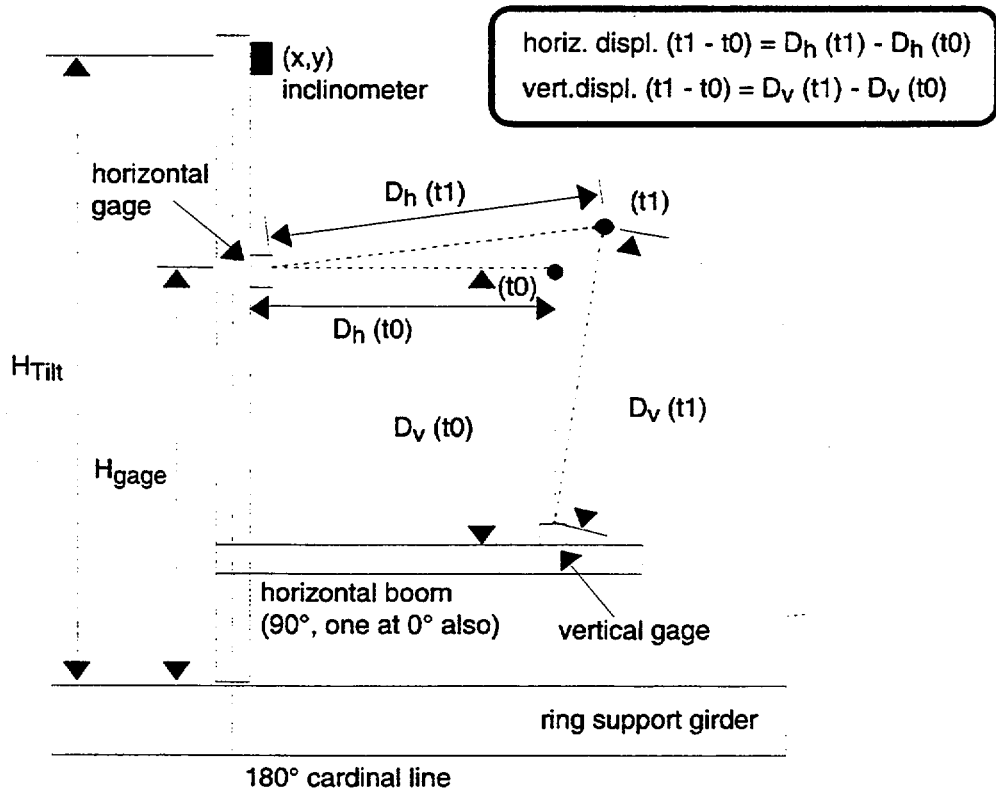 horiz. displ. (t1 - t0) = Dh (t1) - Dh (t0)
vert.displ. (t1 - t0) = Dv (t1) - Dv (t0)
(x,y)
inclinometer
horizontal
gage
Dh (t1)
(t1)
(t0)
Dh (t0)
HTilt
Dv (t0)
Dv (t1)
Hgage
horizontal boom
(90°, one at 0° also)
vertical gage
ring support girder
180° cardinal line